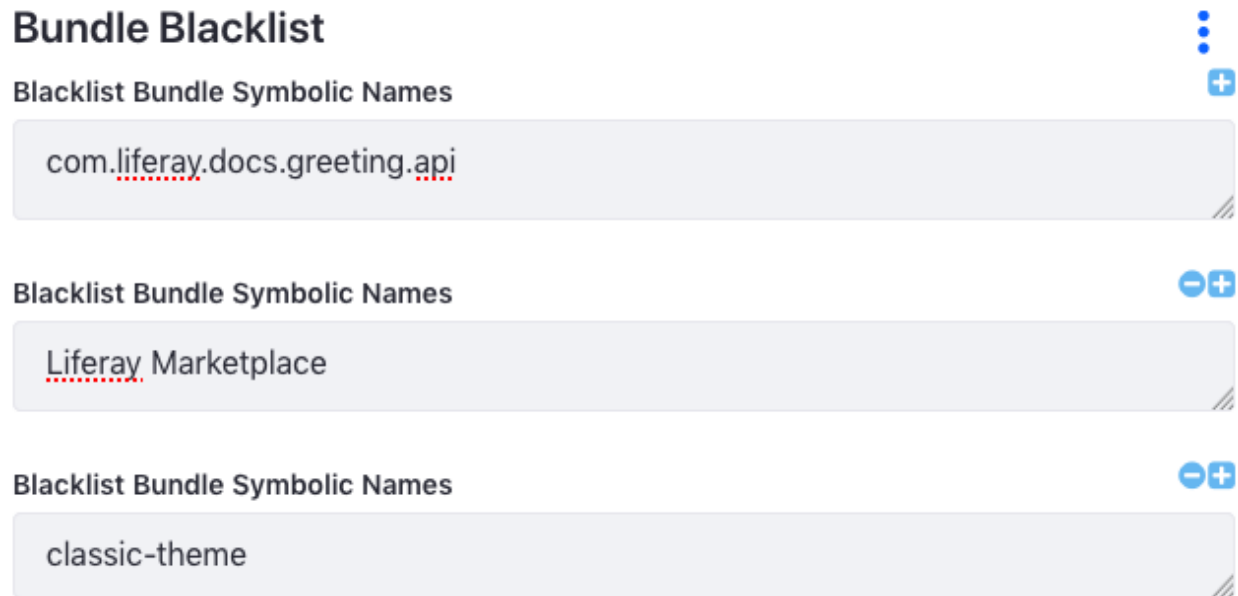 Bundle Blacklist
Blacklist Bundle Symbolic Names
com.liferay.docs.greeting.api
Blacklist Bundle Symbolic Names
Liferay Marketplace
Blacklist Bundle Symbolic Names
classic-theme